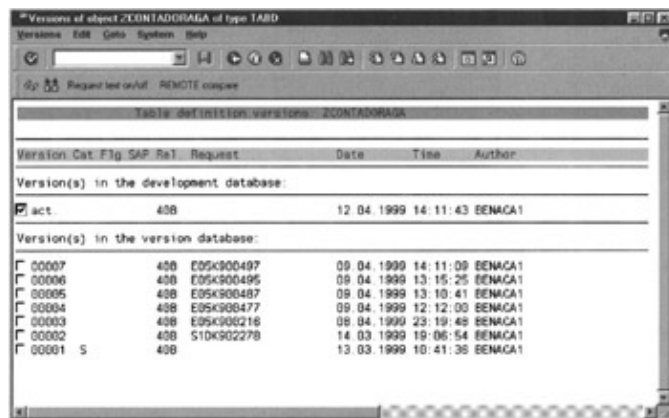 Versions of object ZCONTADORAGA of type TABD
Versions Edit Goto System Help
Request text on/off REMOTE compare
Table definition versions: ZCONTADORAGA
Version Cat Flg SAP Rel. Request Date Time Author
Version(s) in the development database:
act. 40B 12.04.1999 14:11:43 BENACA1
Version(s) in the version database:
00007 40B E05K900497 09.04.1999 14:11:09 BENACA1
00006 40B E05K900495 09.04.1999 13:15:25 BENACA1
00005 40B E05K900487 09.04.1999 13:10:41 BENACA1
00004 40B E05K900477 09.04.1999 12:12:00 BENACA1
00003 40B E05K900216 08.04.1999 23:19:48 BENACA1
00002 40B S10K902278 14.03.1999 19:06:54 BENACA1
00001 S 40B 13.03.1999 10:41:36 BENACA1